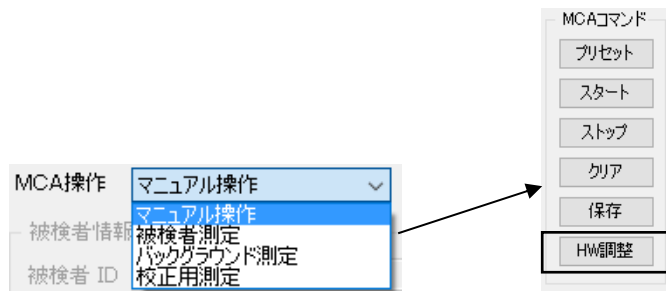 MCAコマンド
プリセット
スタート
ストップ
クリア
保存
HW調整
MCA操作 マニュアル操作
マニュアル操作
被検者情報 被検者測定
バックグラウンド測定
被検者 ID 校正用測定